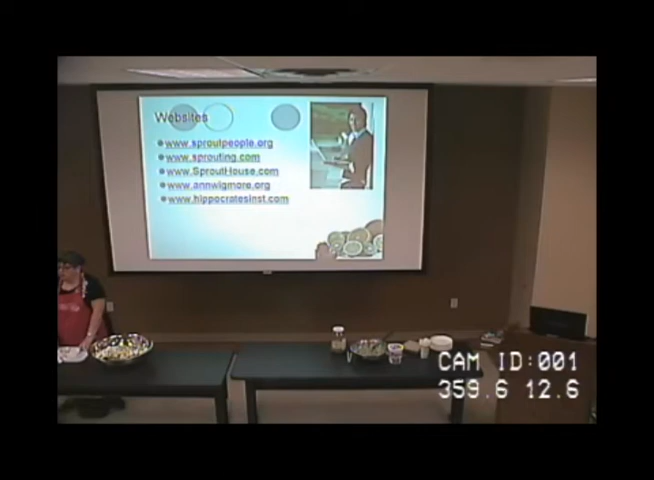 Websites
www.sproutpeople.org
www.sprouting.com
www.SproutHouse.com
www.annwigmore.org
www.hippocratesinst.com
CAM ID:001
359.6 12.6